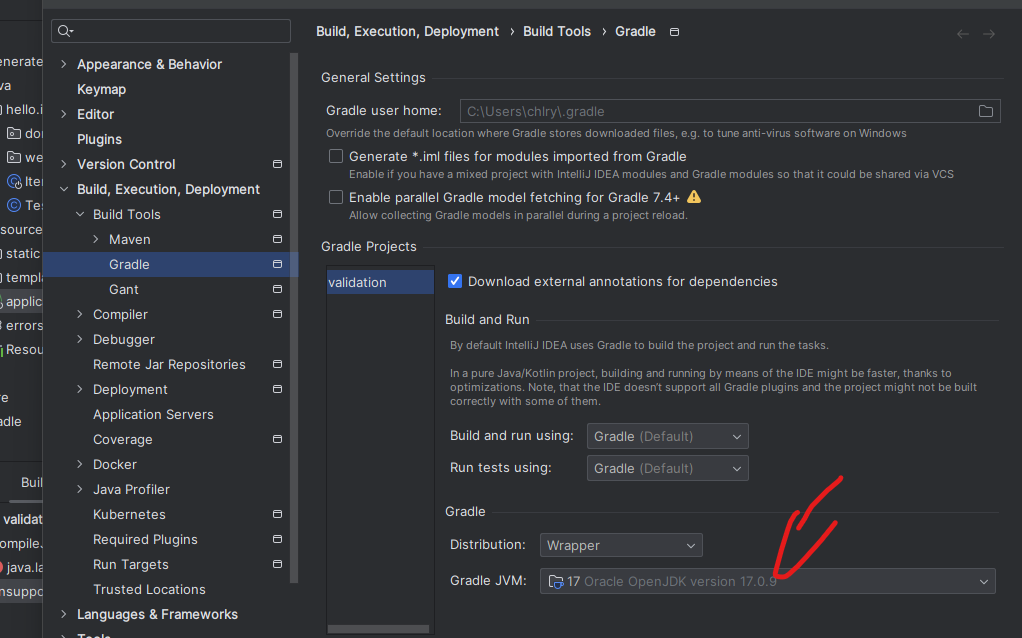 Build, Execution, Deployment › Build Tools › Gradle
enerate
va
hello.i
dor
we
Iter
Tes
source
static
templa
applic
errors
Resou
re
adle
Buil
validat
ompile.
java.la
nsuppo
Appearance & Behavior
Keymap
Editor
Plugins
Version Control
Build, Execution, Deployment
Build Tools
Maven
Gradle
Gant
Compiler
Debugger
Remote Jar Repositories
Deployment
Application Servers
Coverage
Docker
Java Profiler
Kubernetes
Required Plugins
Run Targets
Trusted Locations
Languages & Frameworks
Tools
General Settings
Gradle user home: C:\Users\chlry\.gradle
Override the default location where Gradle stores downloaded files, e.g. to tune anti-virus software on Windows
Generate *.iml files for modules imported from Gradle
Enable if you have a mixed project with IntelliJ IDEA modules and Gradle modules so that it could be shared via VCS
Enable parallel Gradle model fetching for Gradle 7.4+
Allow collecting Gradle models in parallel during a project reload.
Gradle Projects
validation
Download external annotations for dependencies
Build and Run
By default IntelliJ IDEA uses Gradle to build the project and run the tasks.
In a pure Java/Kotlin project, building and running by means of the IDE might be faster, thanks to
optimizations. Note, that the IDE doesn't support all Gradle plugins and the project might not be built
correctly with some of them.
Build and run using: Gradle (Default)
Run tests using: Gradle (Default)
Gradle
Distribution: Wrapper
Gradle JVM: 17 Oracle OpenJDK version 17.0.9